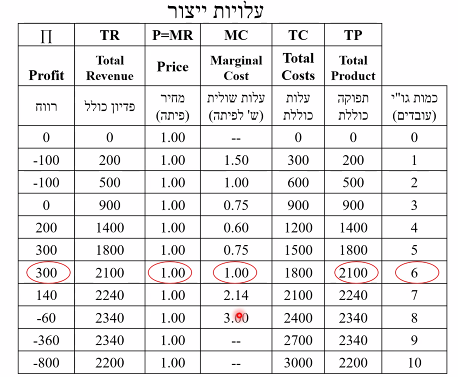 עלויות ייצור
∏ TR P=MR MC TC TP
Profit Total Revenue Price Marginal Cost Total Costs Total Product
רווח פדיון כולל מחיר (פיתה) עלות שולית (ש' לפיתה) עלות כוללת תפוקה כוללת כמות גו"י (עובדים)
0 0 1.00 -- 0 0 0
-100 200 1.00 1.50 300 200 1
-100 500 1.00 1.00 600 500 2
0 900 1.00 0.75 900 900 3
200 1400 1.00 0.60 1200 1400 4
300 1800 1.00 0.75 1500 1800 5
300 2100 1.00 1.00 1800 2100 6
140 2240 1.00 2.14 2100 2240 7
-60 2340 1.00 3.00 2400 2340 8
-360 2340 1.00 -- 2700 2340 9
-800 2200 1.00 -- 3000 2200 10